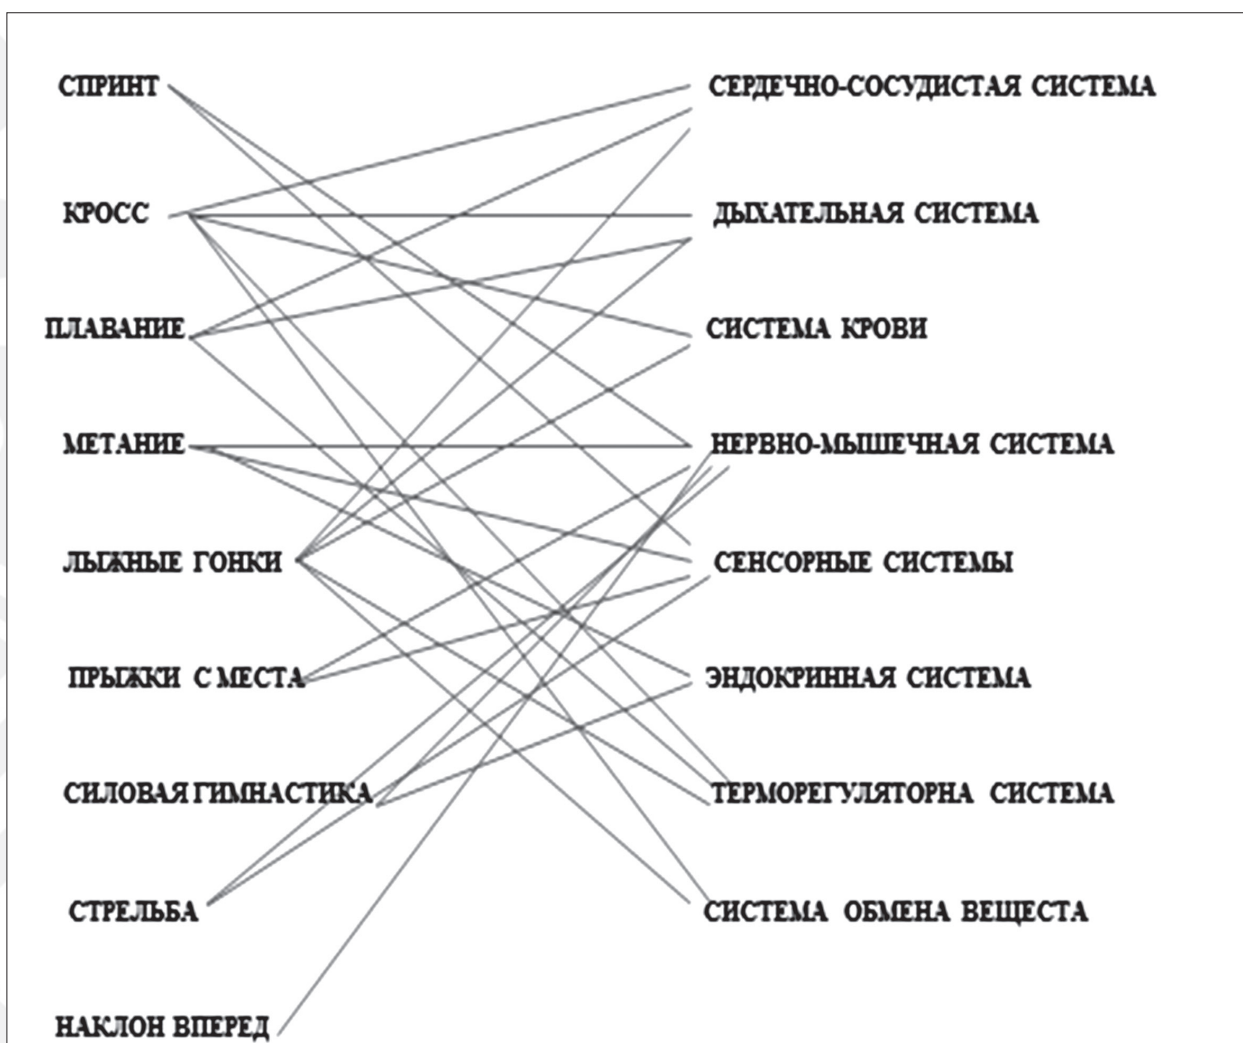 СПРИНТ СЕРДЕЧНО-СОСУДИСТАЯ СИСТЕМА
КРОСС ДЫХАТЕЛЬНАЯ СИСТЕМА
ПЛАВАНИЕ СИСТЕМА КРОВИ
МЕТАНИЕ НЕРВНО-МЫШЕЧНАЯ СИСТЕМА
ЛЫЖНЫЕ ГОНКИ СЕНСОРНЫЕ СИСТЕМЫ
ПРЫЖКИ С МЕСТА ЭНДОКРИННАЯ СИСТЕМА
СИЛОВАЯ ГИМНАСТИКА ТЕРМОРЕГУЛЯТОРНА СИСТЕМА
СТРЕЛЬБА СИСТЕМА ОБМЕНА ВЕЩЕСТА
НАКЛОН ВПЕРЕД